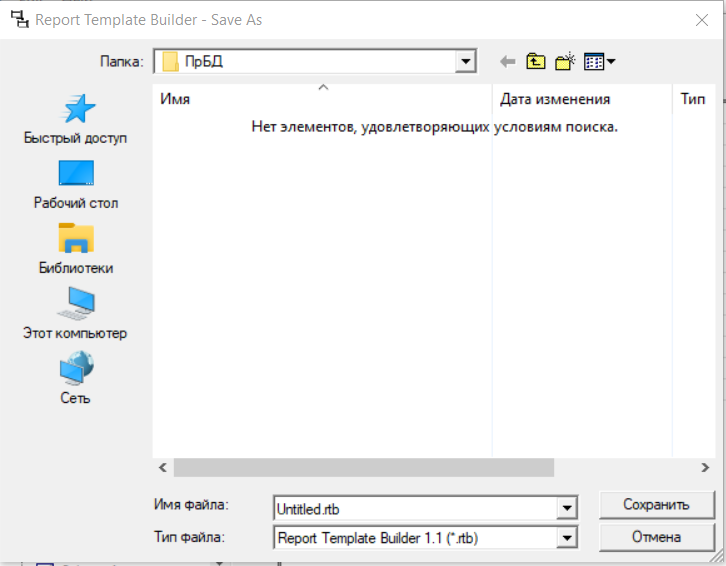 Report Template Builder - Save As
Папка: ПрБД
Имя Дата изменения Тип
Нет элементов, удовлетворяющих условиям поиска.
Быстрый доступ
Рабочий стол
Библиотеки
Этот компьютер
Сеть
Имя файла: Untitled.rtb Сохранить
Тип файла: Report Template Builder 1.1 (*.rtb) Отмена